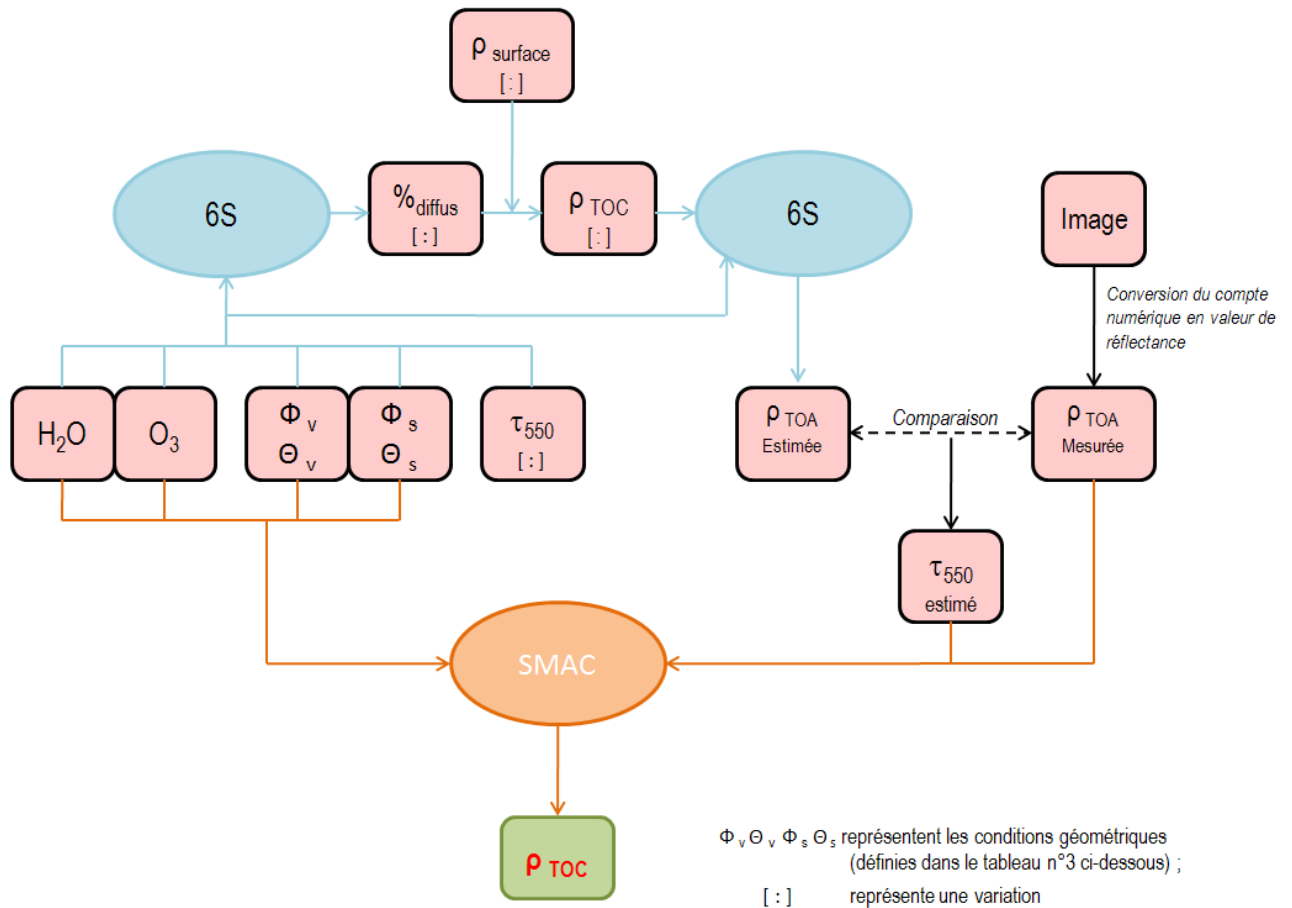 ρ surface
[ : ]
6S
%diffus
[ : ]
ρ TOC
[ : ]
6S
Image
Conversion du compte
numérique en valeur de
réflectance
H2O
O3
Φ v
Θ v
Φ s
Θ s
τ550
[ : ]
ρ TOA
Estimée
Comparaison
ρ TOA
Mesurée
τ550
estimé
SMAC
ρ TOC
Φ v Θ v Φ s Θ s représentent les conditions géométriques
(définies dans le tableau n°3 ci-dessous) ;
[ : ] représente une variation